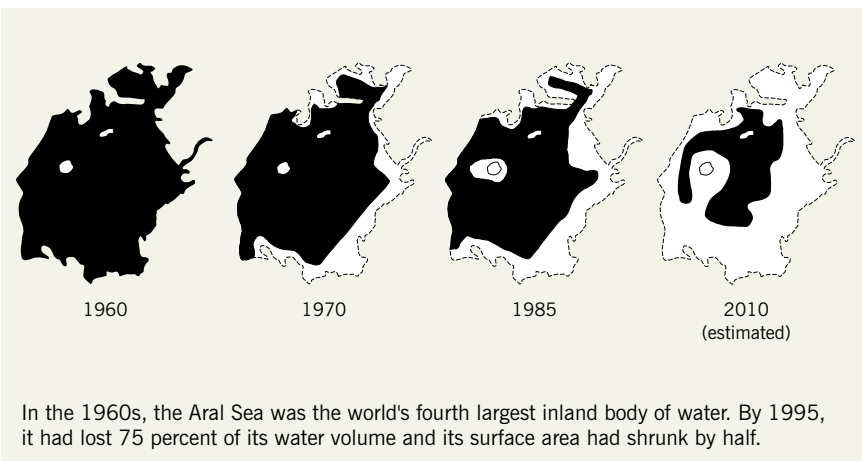 1960
1970
1985
2010
(estimated)
In the 1960s, the Aral Sea was the world's fourth largest inland body of water. By 1995,
it had lost 75 percent of its water volume and its surface area had shrunk by half.